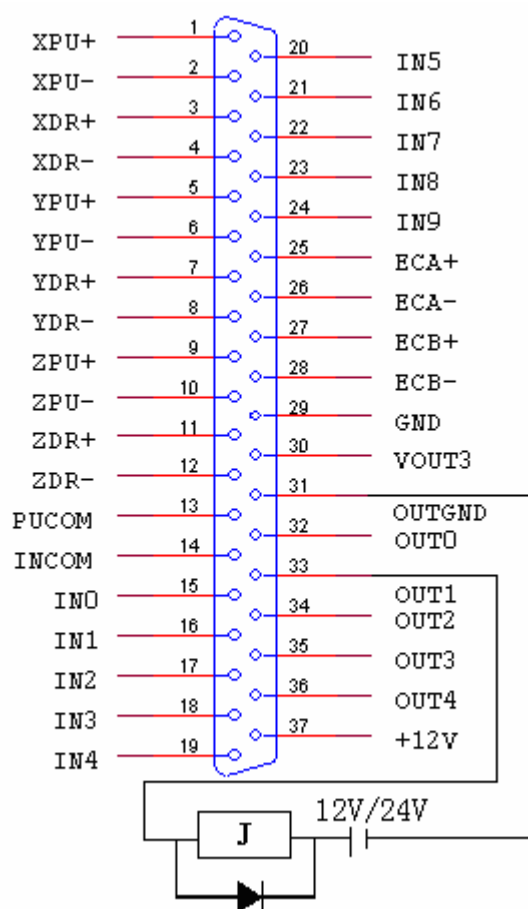 XPU+ 1
XPU- 2
XDR+ 3
XDR- 4
YPU+ 5
YPU- 6
YDR+ 7
YDR- 8
ZPU+ 9
ZPU- 10
ZDR+ 11
ZDR- 12
PUCOM 13
INCOM 14
IN0 15
IN1 16
IN2 17
IN3 18
IN4 19
20 IN5
21 IN6
22 IN7
23 IN8
24 IN9
25 ECA+
26 ECA-
27 ECB+
28 ECB-
29 GND
30 VOUT3
31 OUTGND
32 OUT0
33 OUT1
34 OUT2
35 OUT3
36 OUT4
37 +12V
12V/24V
J